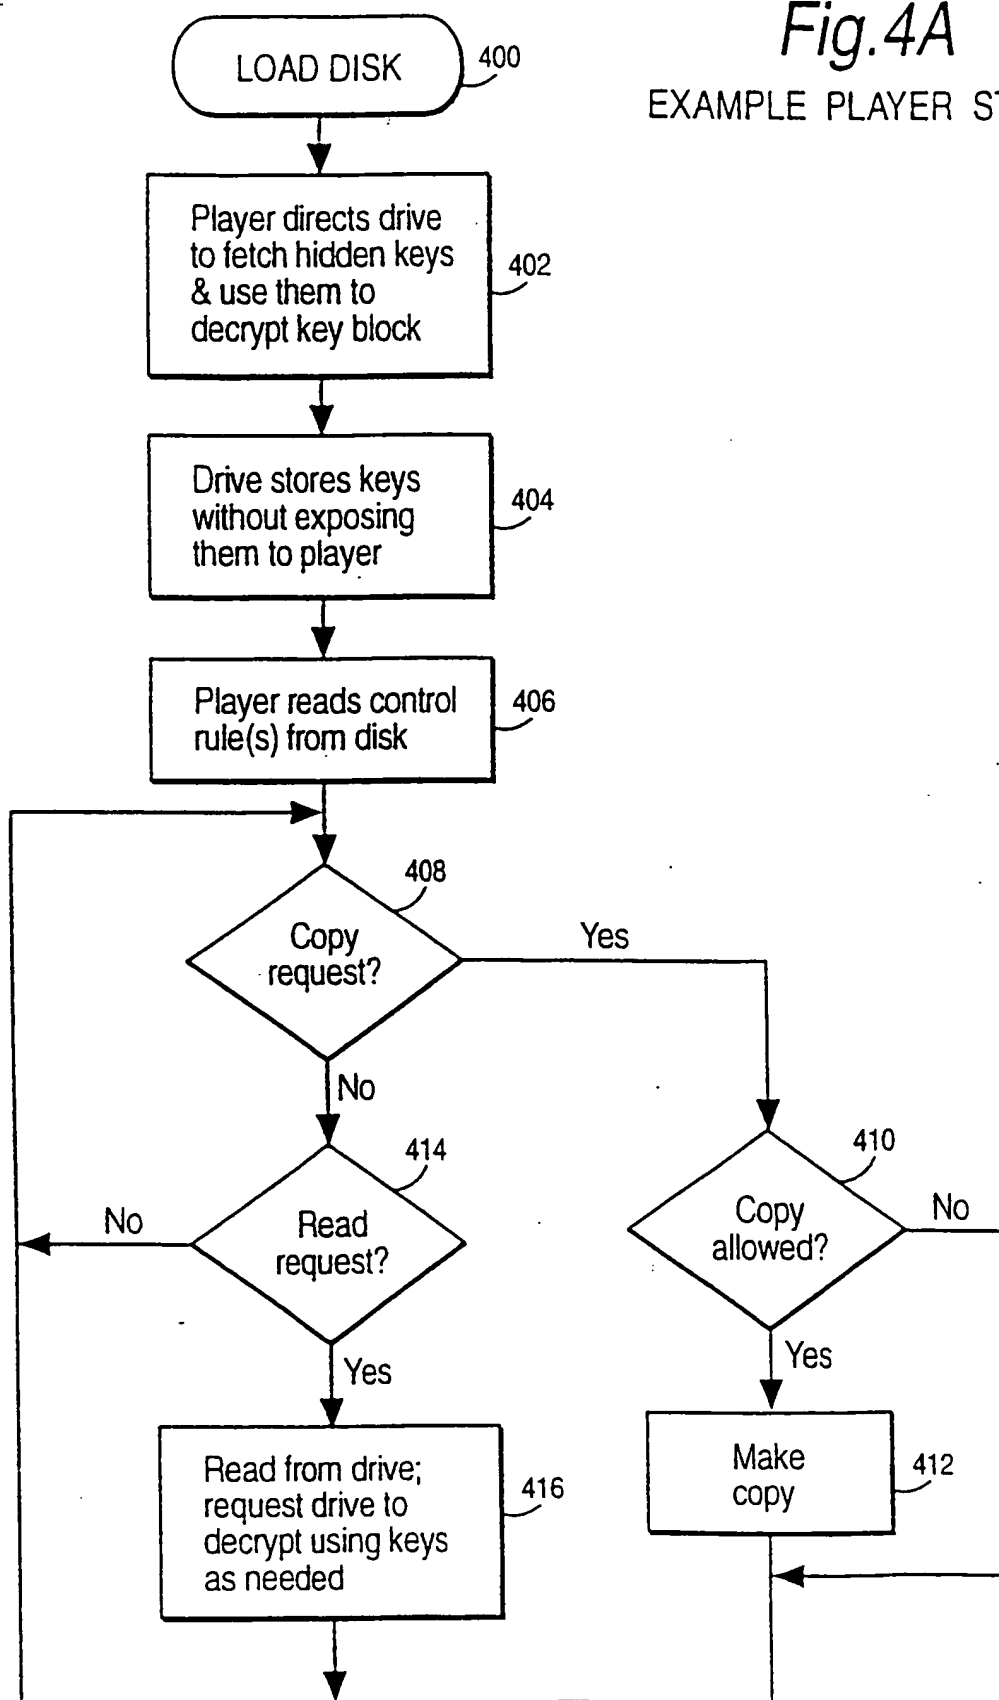 Fig.4A
EXAMPLE PLAYER
LOAD DISK
400
Player directs drive
to fetch hidden keys
& use them to
decrypt key block
402
Drive stores keys
without exposing
them to player
404
Player reads control
rule(s) from disk
406
408
Copy
request?
Yes
No
414
Read
request?
No
Yes
410
Copy
allowed?
No
Yes
Read from drive;
request drive to
decrypt using keys
as needed
416
Make
copy
412